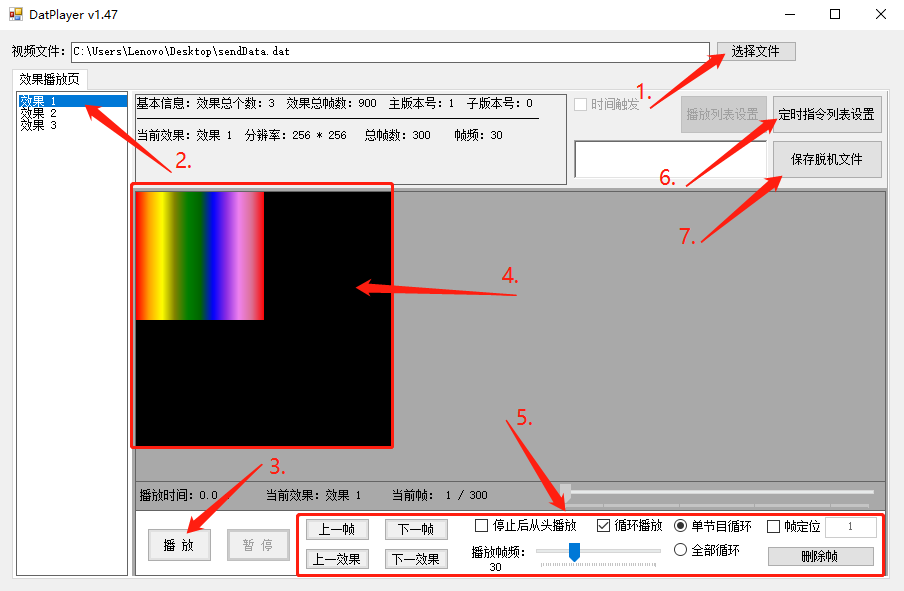 DatPlayer v1.47
视频文件: C:\Users\Lenovo\Desktop\sendData.dat 选择文件
效果播放页
1.
效果 1
效果 2
效果 3
2.
基本信息: 效果总个数: 3 效果总帧数: 900 主版本号: 1 子版本号: 0
当前效果: 效果 1 分辨率: 256 * 256 总帧数: 300 帧频: 30
时间触发 播放列表设置 定时指令列表设置
保存脱机文件
6.
7.
4.
5.
3.
播放时间: 0.0 当前效果: 效果 1 当前帧: 1 / 300
播 放 暂 停
上一帧 下一帧 停止后从头播放 循环播放 单节目循环 帧定位 1
上一效果 下一效果 播放帧频: 全部循环 删除帧
30